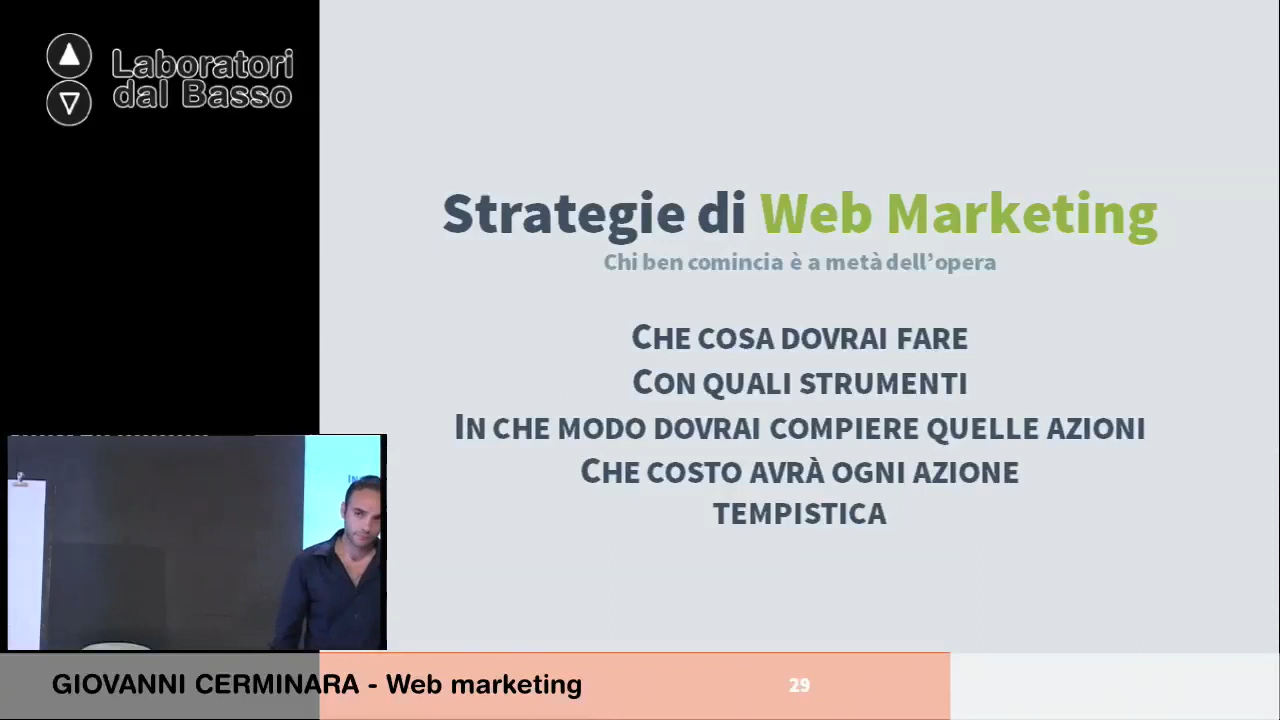 Laboratori
dal Basso
Strategie di Web Marketing
Chi ben comincia è a metà dell’opera
CHE COSA DOVRAI FARE
CON QUALI STRUMENTI
IN CHE MODO DOVRAI COMPIERE QUELLE AZIONI
CHE COSTO AVRÀ OGNI AZIONE
TEMPISTICA
GIOVANNI CERMINARA - Web marketing
29